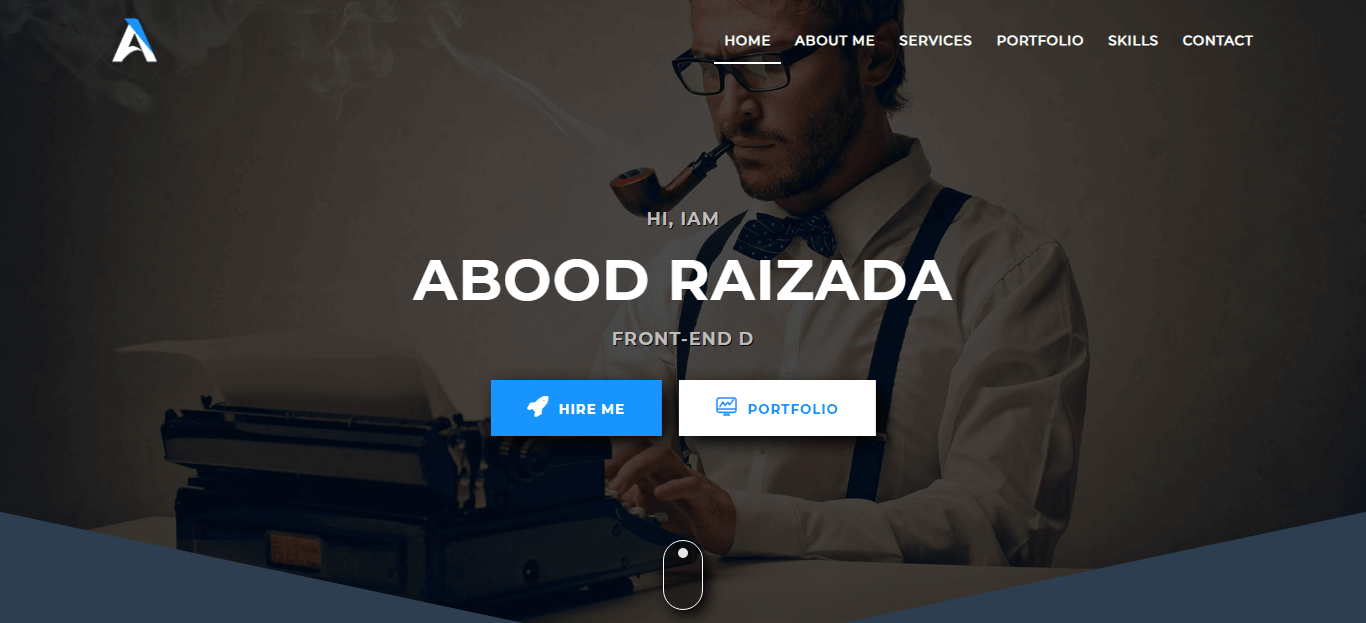 HOME ABOUT ME SERVICES PORTFOLIO SKILLS CONTACT
HI, IAM
ABOOD RAIZADA
FRONT-END D
HIRE ME PORTFOLIO